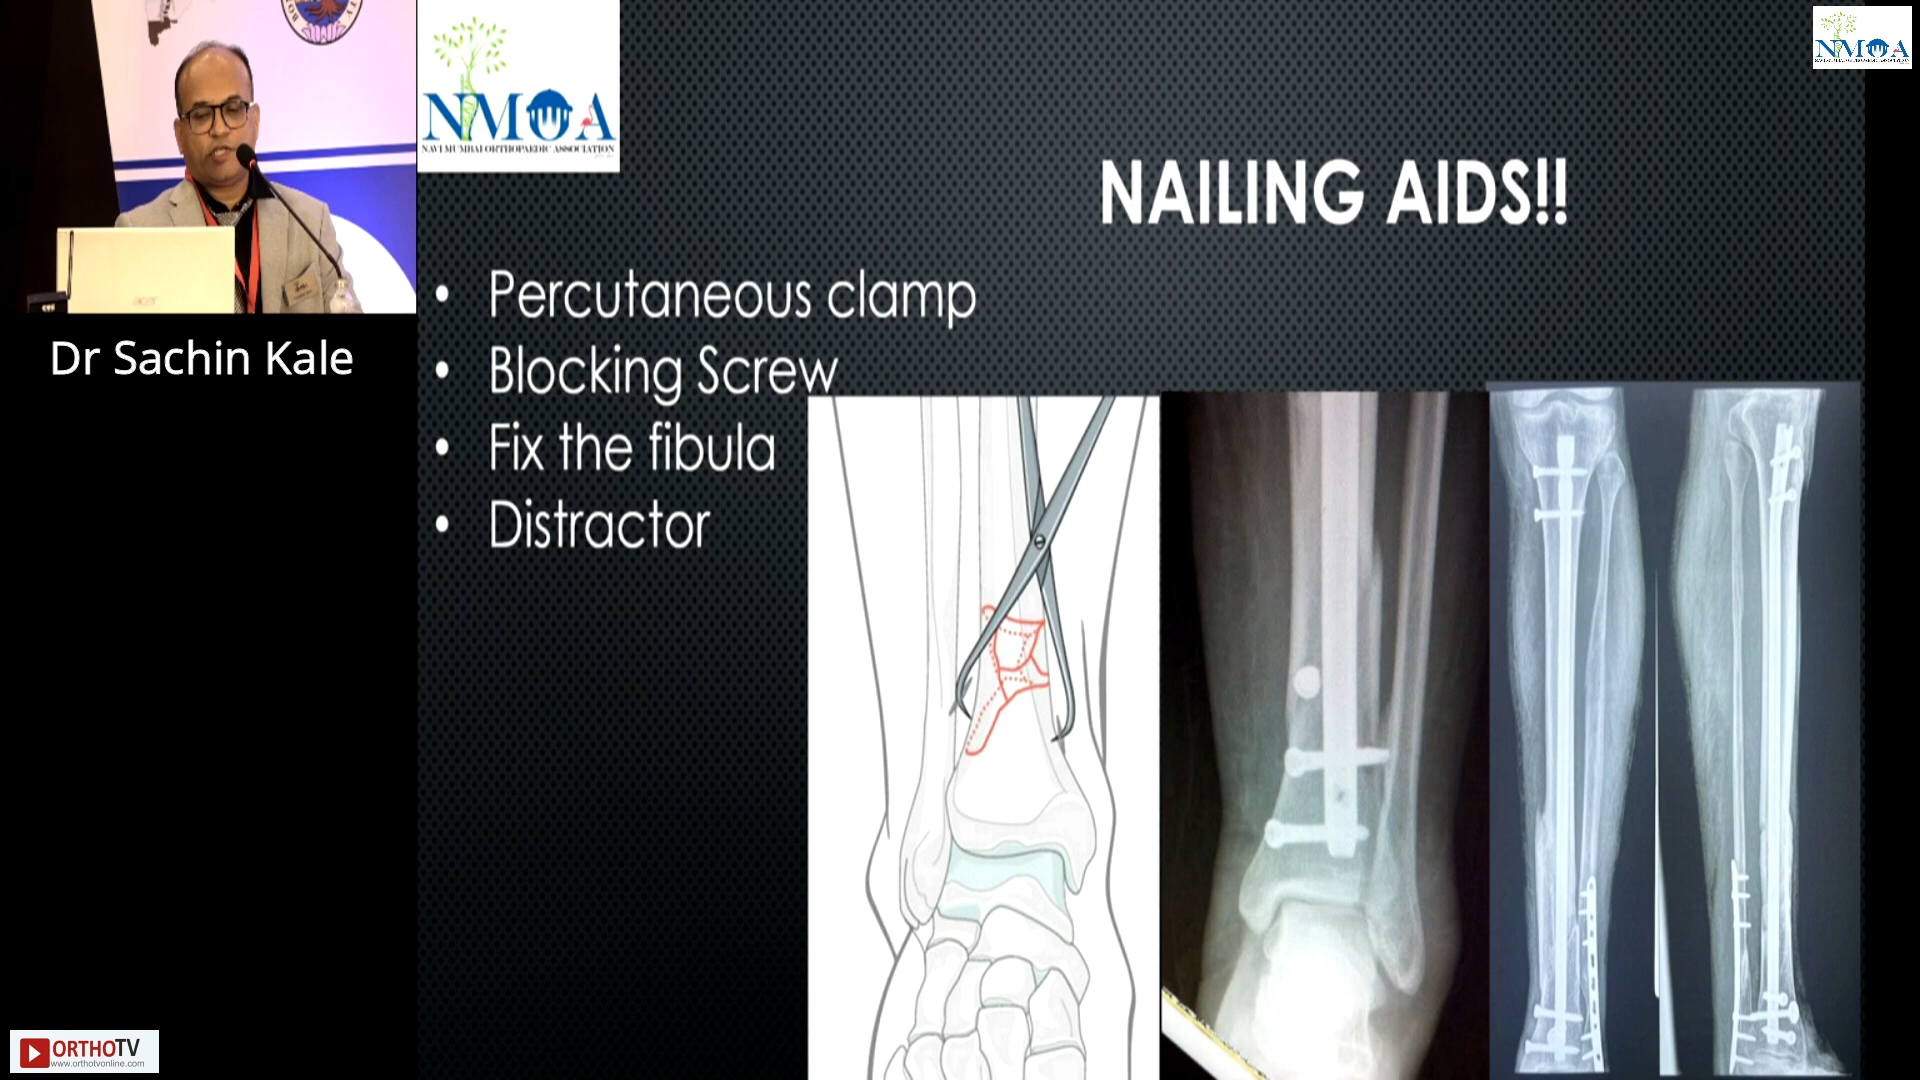 NMOA
NAVI MUMBAI ORTHOPAEDIC ASSOCIATION
NMOA
NAILING AIDS!!
• Percutaneous clamp
• Blocking Screw
• Fix the fibula
• Distractor
acer
Dr Sachin Kale
ORTHOTV
www.orthotvonline.com